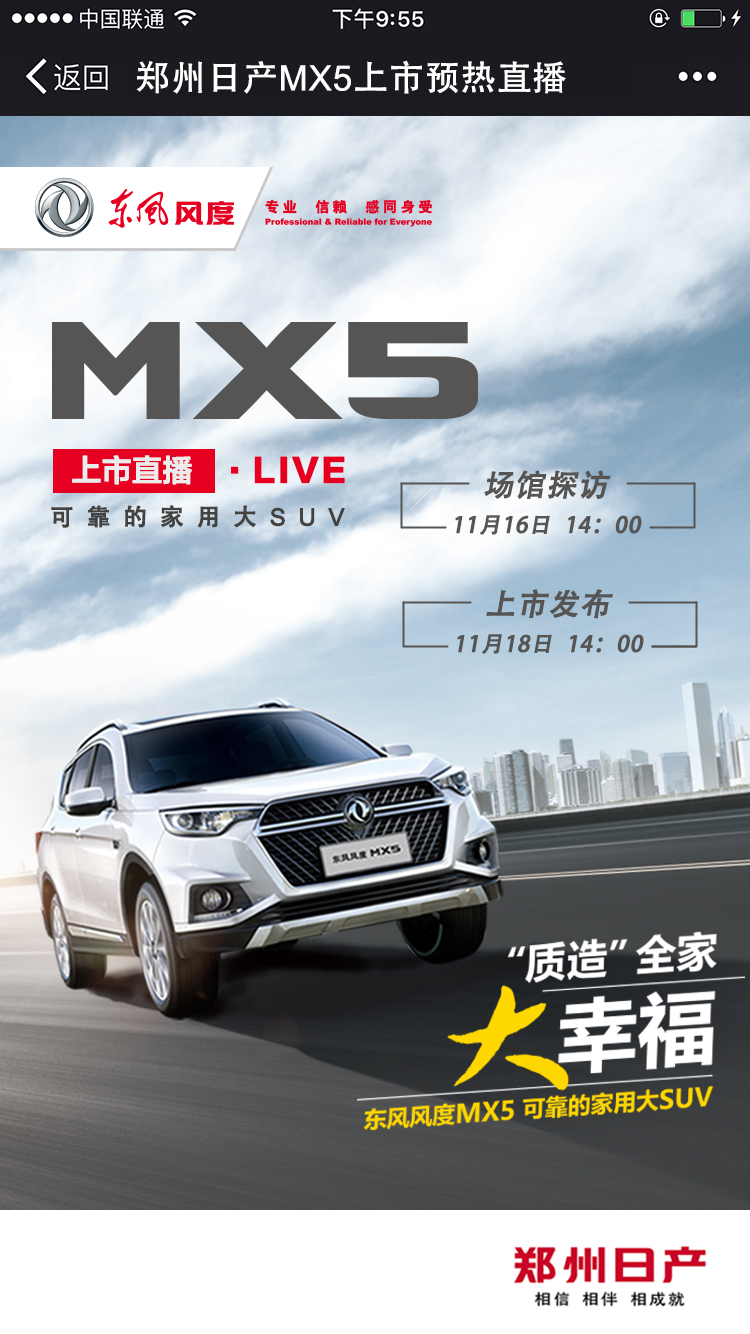 中国联通 下午9:55
返回 郑州日产MX5上市预热直播
东风风度 专业 信赖 感同身受
Professional & Reliable for Everyone
MX5
上市直播 · LIVE
可靠的家用大SUV
场馆探访
11月16日 14：00
上市发布
11月18日 14：00
东风风度 MX5
“质造”全家
大幸福
东风风度MX5 可靠的家用大SUV
郑州日产
相信 相伴 相成就